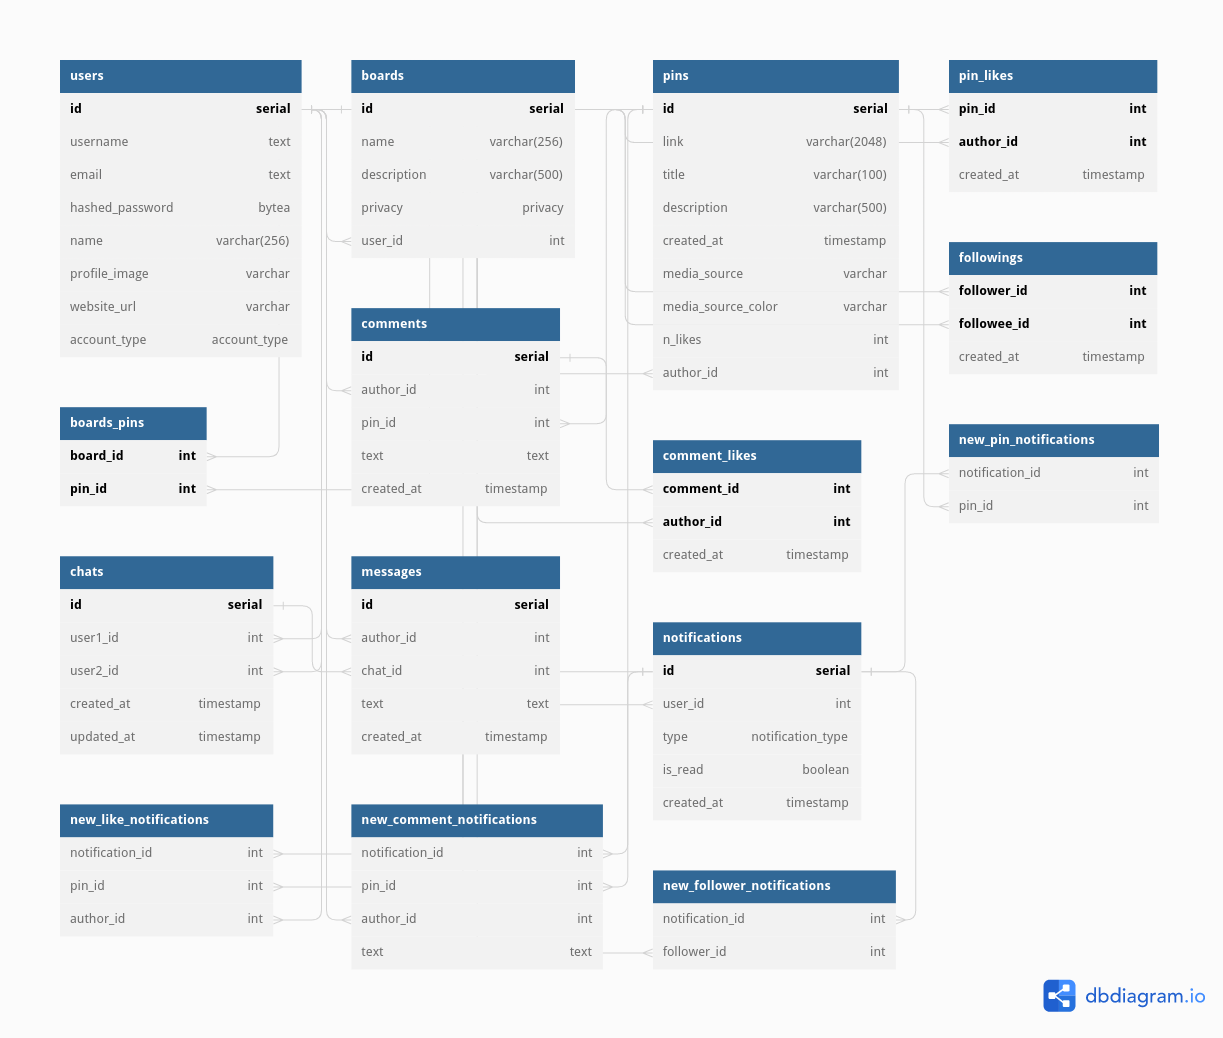 users
id serial
username text
email text
hashed_password bytea
name varchar(256)
profile_image varchar
website_url varchar
account_type account_type
boards
id serial
name varchar(256)
description varchar(500)
privacy privacy
user_id int
pins
id serial
link varchar(2048)
title varchar(100)
description varchar(500)
created_at timestamp
media_source varchar
media_source_color varchar
n_likes int
author_id int
pin_likes
pin_id int
author_id int
created_at timestamp
followings
follower_id int
followee_id int
created_at timestamp
comments
id serial
author_id int
pin_id int
text text
created_at timestamp
boards_pins
board_id int
pin_id int
comment_likes
comment_id int
author_id int
created_at timestamp
new_pin_notifications
notification_id int
pin_id int
chats
id serial
user1_id int
user2_id int
created_at timestamp
updated_at timestamp
messages
id serial
author_id int
chat_id int
text text
created_at timestamp
notifications
id serial
user_id int
type notification_type
is_read boolean
created_at timestamp
new_like_notifications
notification_id int
pin_id int
author_id int
new_comment_notifications
notification_id int
pin_id int
author_id int
text text
new_follower_notifications
notification_id int
follower_id int
dbdiagram.io